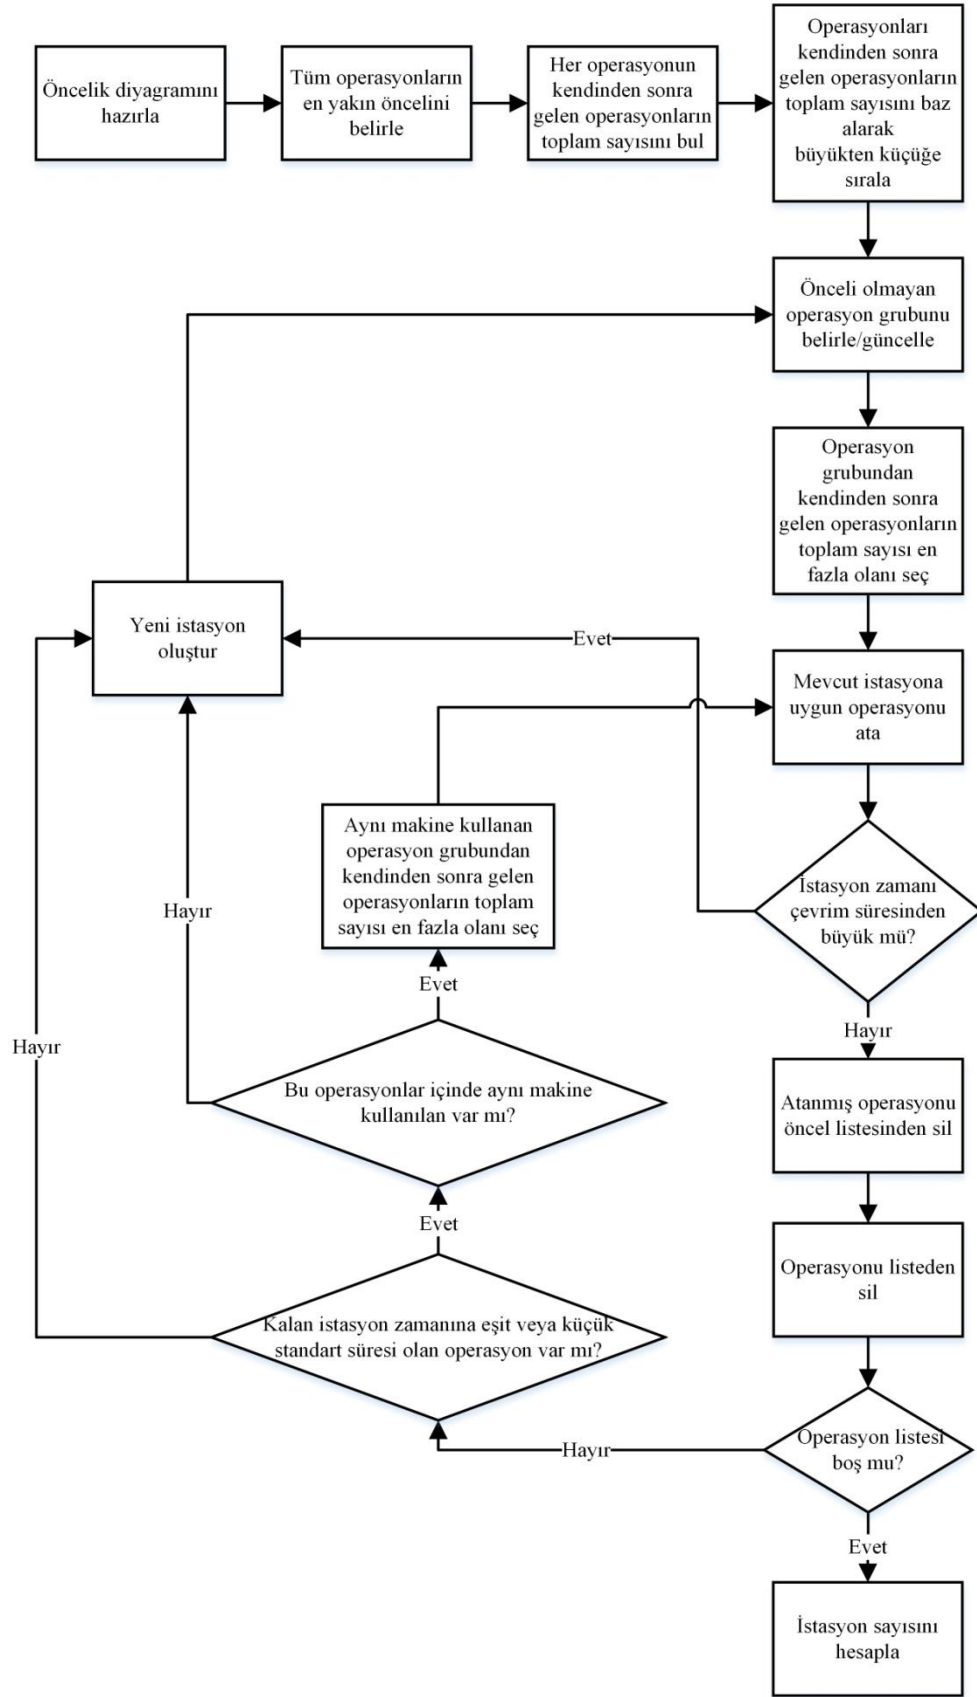 Öncelik diyagramını
hazırla
Tüm operasyonların
en yakın öncelini
belirle
Her operasyonun
kendinden sonra
gelen operasyonların
toplam sayısını bul
Operasyonları
kendinden sonra
gelen operasyonların
toplam sayısını baz
alarak
büyükten küçüğe
sırala
Önceli olmayan
operasyon grubunu
belirle/güncelle
Operasyon
grubundan
kendinden sonra
gelen operasyonların
toplam sayısı en
fazla olanı seç
Yeni istasyon
oluştur
Evet
Mevcut istasyona
uygun operasyonu
ata
Aynı makine kullanan
operasyon grubundan
kendinden sonra gelen
operasyonların toplam
sayısı en fazla olanı seç
İstasyon zamanı
çevrim süresinden
büyük mü?
Hayır
Evet
Hayır
Hayır
Bu operasyonlar içinde aynı makine
kullanılan var mı?
Atanmış operasyonu
öncel listesinden sil
Evet
Operasyonu listeden
sil
Kalan istasyon zamanına eşit veya küçük
standart süresi olan operasyon var mı?
Hayır
Operasyon listesi
boş mu?
Evet
İstasyon sayısını
hesapla